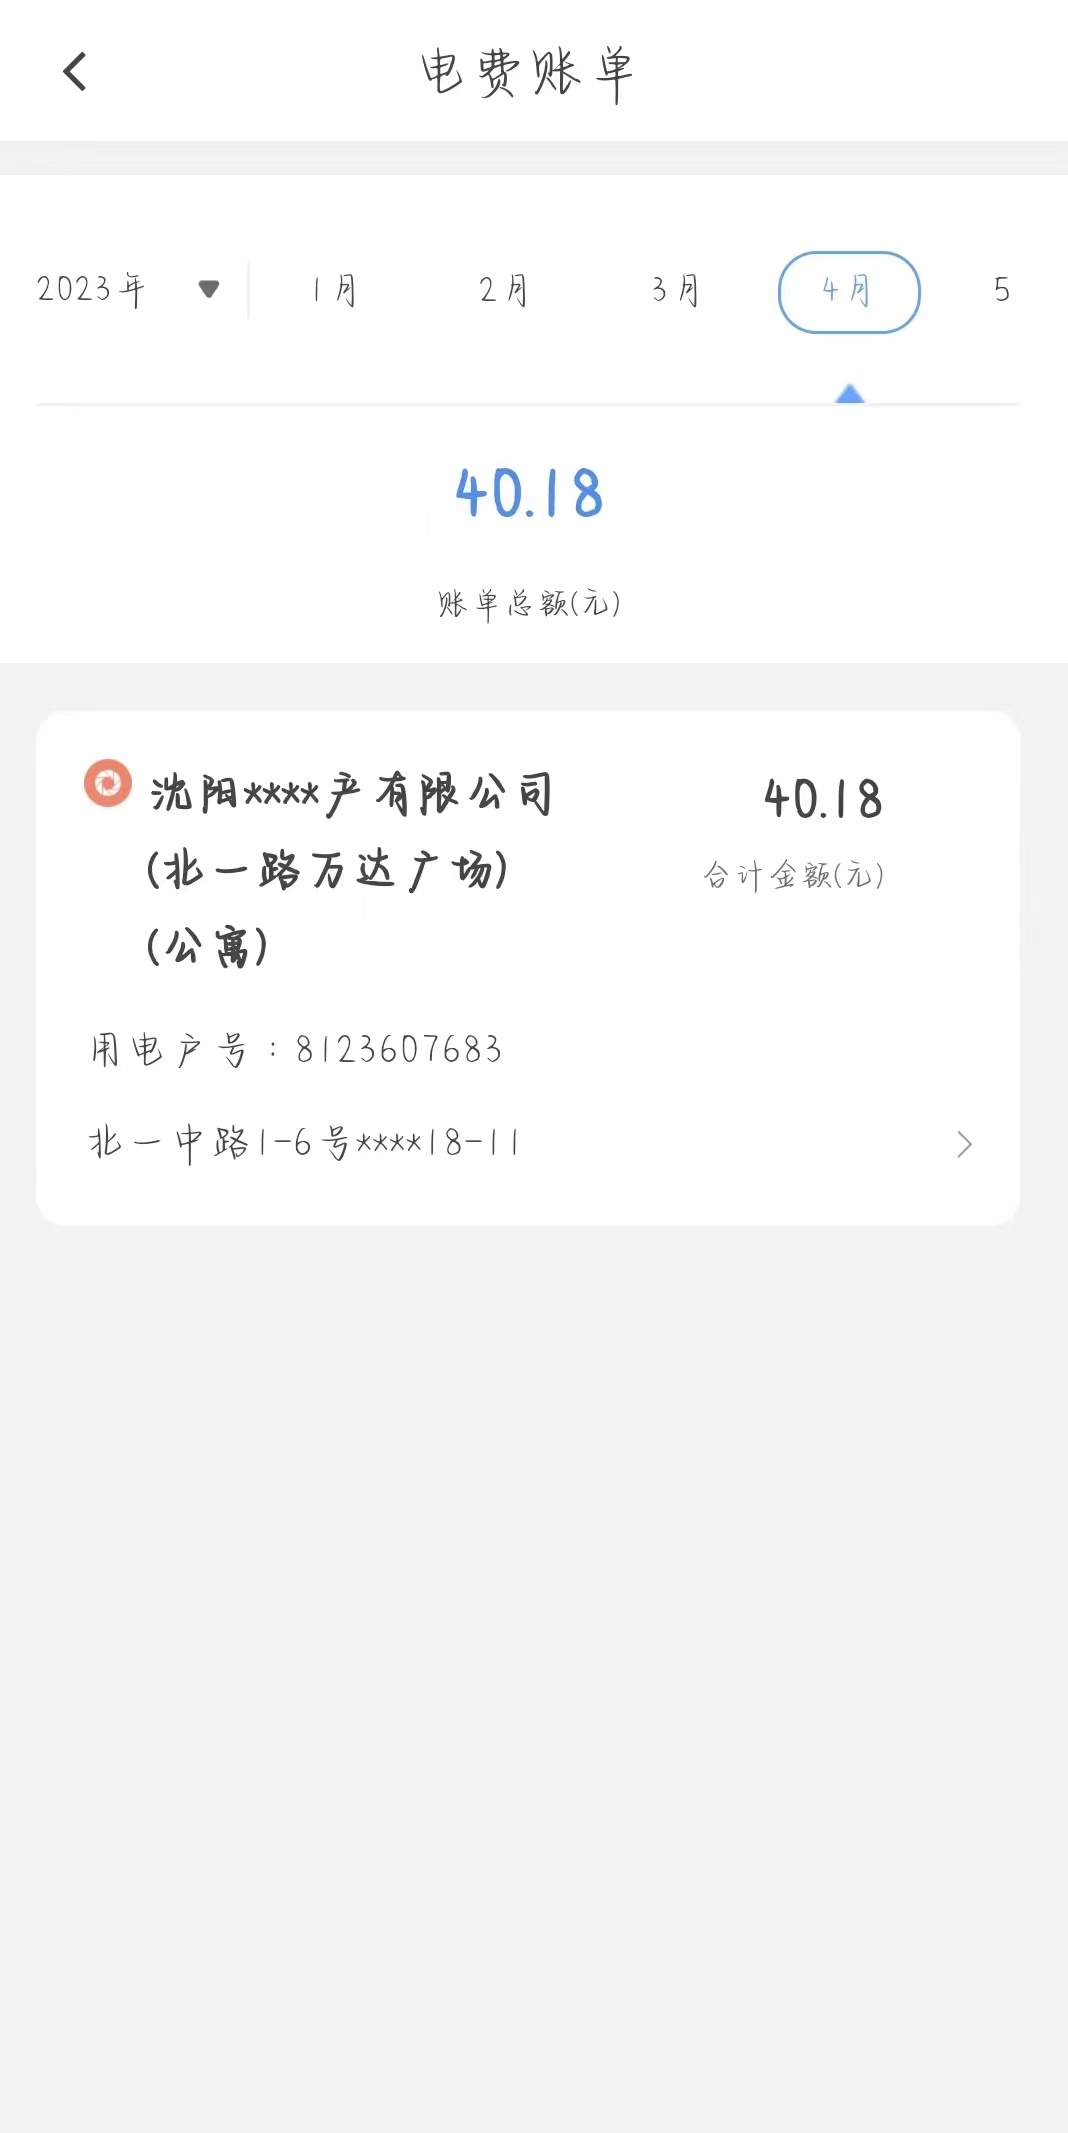 电费账单
2023年 1月 2月 3月 4月 5
40.18
账单总额(元)
沈阳****产有限公司 40.18
(北一路万达广场) 合计金额(元)
(公寓)
用电户号：8123607683
北一中路1-6号****18-11